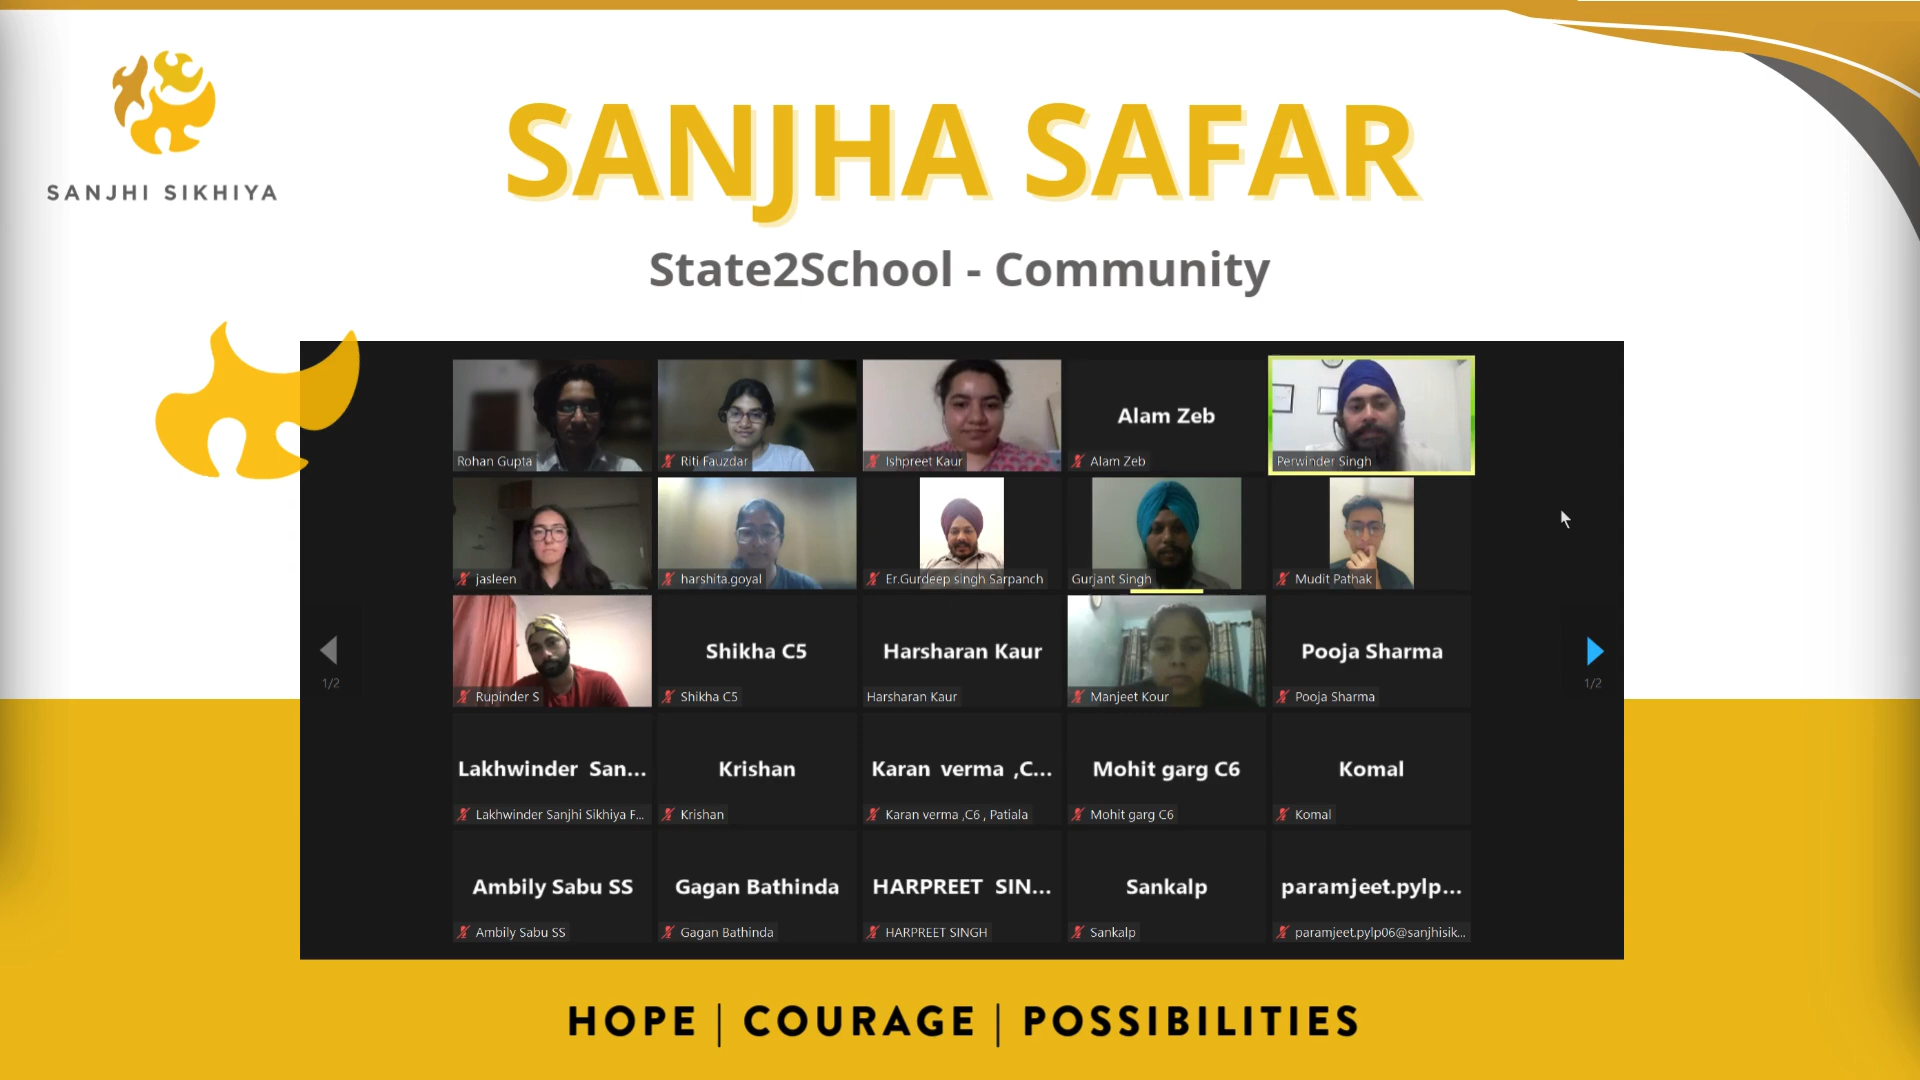 SANJHI SIKHIYA
SANJHA SAFAR
State2School - Community
Rohan Gupta
Riti Fauzdar
Ishpreet Kaur
Alam Zeb
Alam Zeb
Perwinder Singh
jasleen
harshita.goyal
Er.Gurdeep singh Sarpanch
Gurjant Singh
Mudit Pathak
Rupinder S
Shikha C5
Shikha C5
Harsharan Kaur
Harsharan Kaur
Manjeet Kour
Pooja Sharma
Pooja Sharma
1/2
1/2
Lakhwinder San...
Lakhwinder Sanjhi Sikhiya F...
Krishan
Krishan
Karan verma ,C...
Karan verma ,C6 , Patiala
Mohit garg C6
Mohit garg C6
Komal
Komal
Ambily Sabu SS
Ambily Sabu SS
Gagan Bathinda
Gagan Bathinda
HARPREET SIN...
HARPREET SINGH
Sankalp
Sankalp
paramjeet.pylp...
paramjeet.pylp06@sanjhisik...
HOPE | COURAGE | POSSIBILITIES